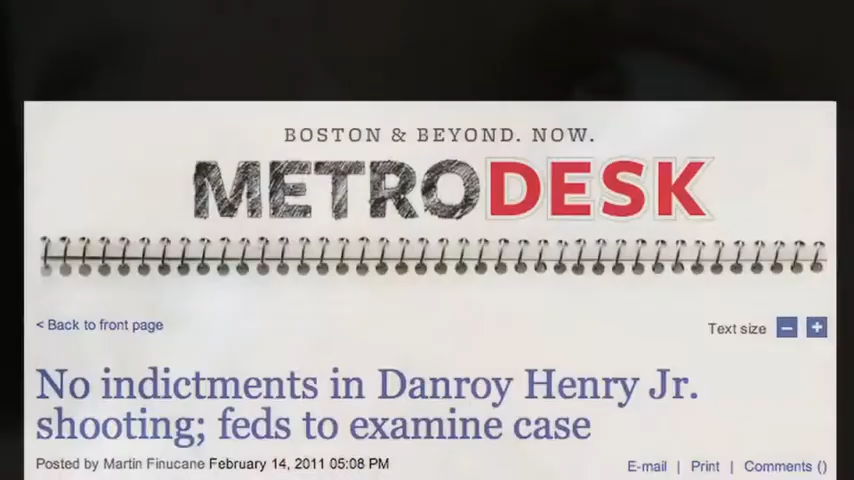 BOSTON & BEYOND. NOW.
METRODESK
< Back to front page
Text size − +
No indictments in Danroy Henry Jr.
shooting; feds to examine case
Posted by Martin Finucane February 14, 2011 05:08 PM
E-mail | Print | Comments ()